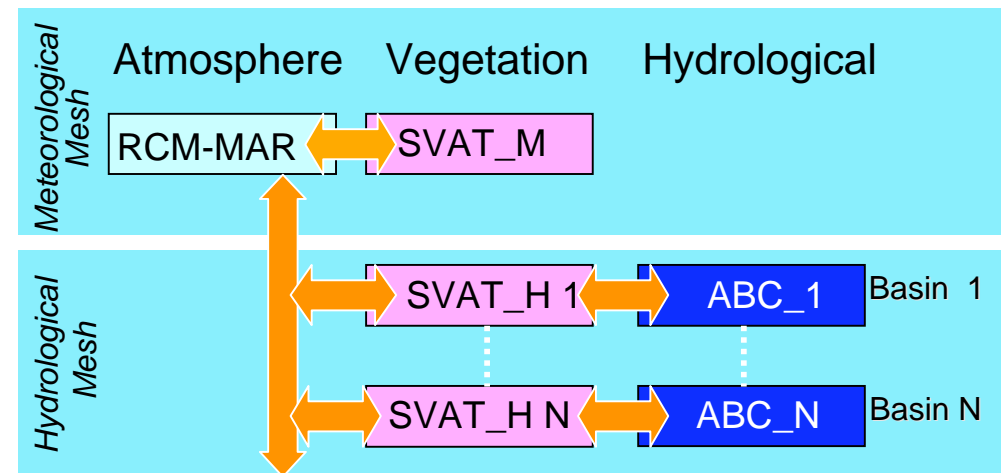 Meteorological
Mesh
Atmosphere Vegetation Hydrological
RCM-MAR SVAT_M
Hydrological
Mesh
SVAT_H 1 ABC_1 Basin 1
SVAT_H N ABC_N Basin N